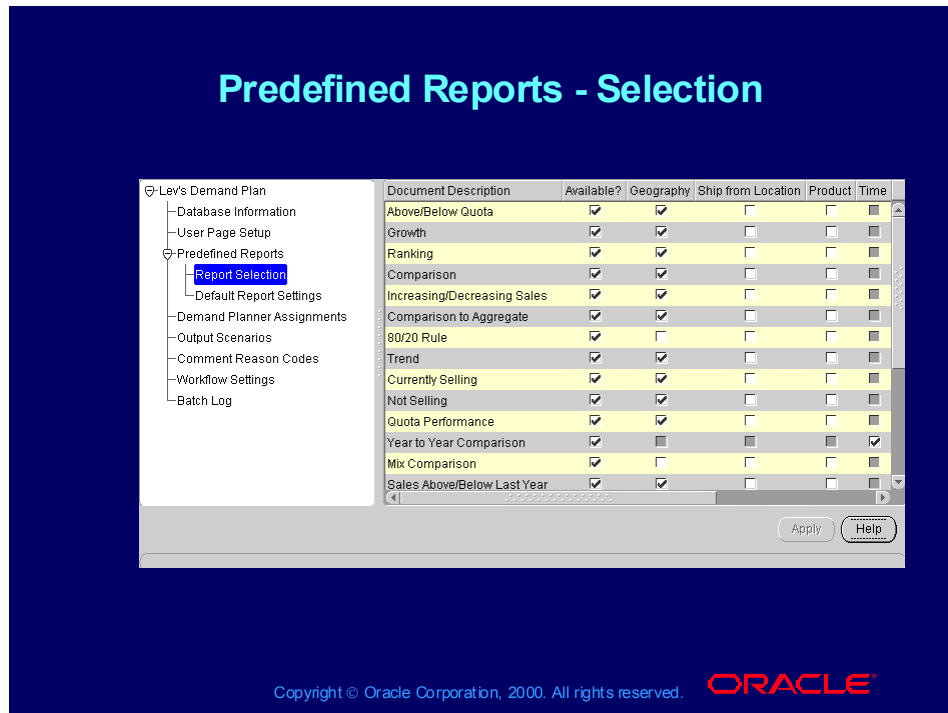 Predefined Reports - Selection
Lev's Demand Plan
Database Information
User Page Setup
Predefined Reports
Report Selection
Default Report Settings
Demand Planner Assignments
Output Scenarios
Comment Reason Codes
Workflow Settings
Batch Log
Document Description Available? Geography Ship from Location Product Time
Above/Below Quota
Growth
Ranking
Comparison
Increasing/Decreasing Sales
Comparison to Aggregate
80/20 Rule
Trend
Currently Selling
Not Selling
Quota Performance
Year to Year Comparison
Mix Comparison
Sales Above/Below Last Year
Apply Help
Copyright © Oracle Corporation, 2000. All rights reserved.
ORACLE